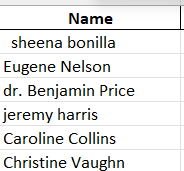 Name
sheena bonilla
Eugene Nelson
dr. Benjamin Price
jeremy harris
Caroline Collins
Christine Vaughn